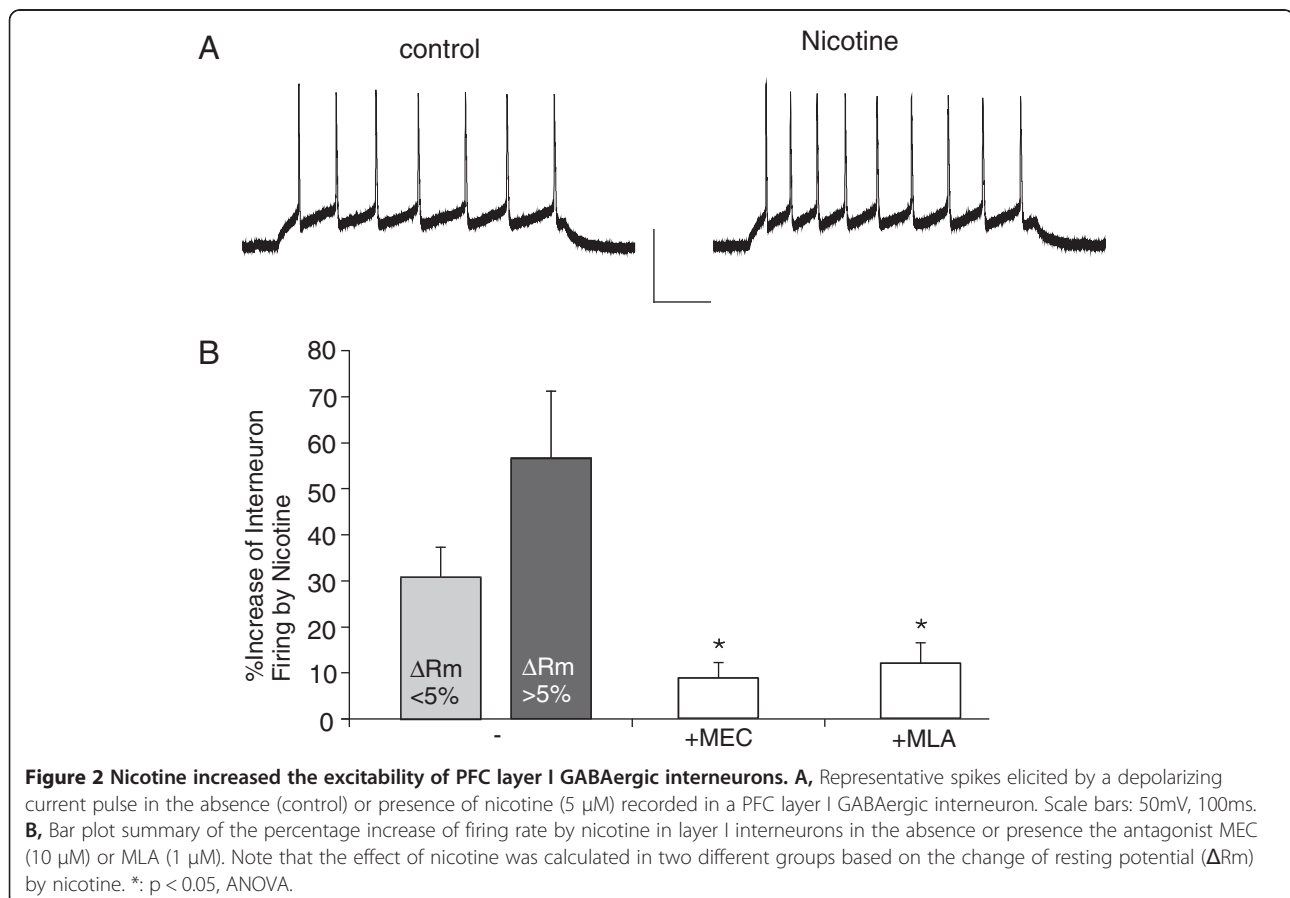 A
control
Nicotine
B
%Increase of Interneuron
Firing by Nicotine
80
70
60
50
40
30
20
10
0
ΔRm
<5%
ΔRm
>5%
*
*
-
+MEC
+MLA
Figure 2 Nicotine increased the excitability of PFC layer I GABAergic interneurons. A, Representative spikes elicited by a depolarizing
current pulse in the absence (control) or presence of nicotine (5 μM) recorded in a PFC layer I GABAergic interneuron. Scale bars: 50mV, 100ms.
B, Bar plot summary of the percentage increase of firing rate by nicotine in layer I interneurons in the absence or presence the antagonist MEC
(10 μM) or MLA (1 μM). Note that the effect of nicotine was calculated in two different groups based on the change of resting potential (ΔRm)
by nicotine. *: p < 0.05, ANOVA.